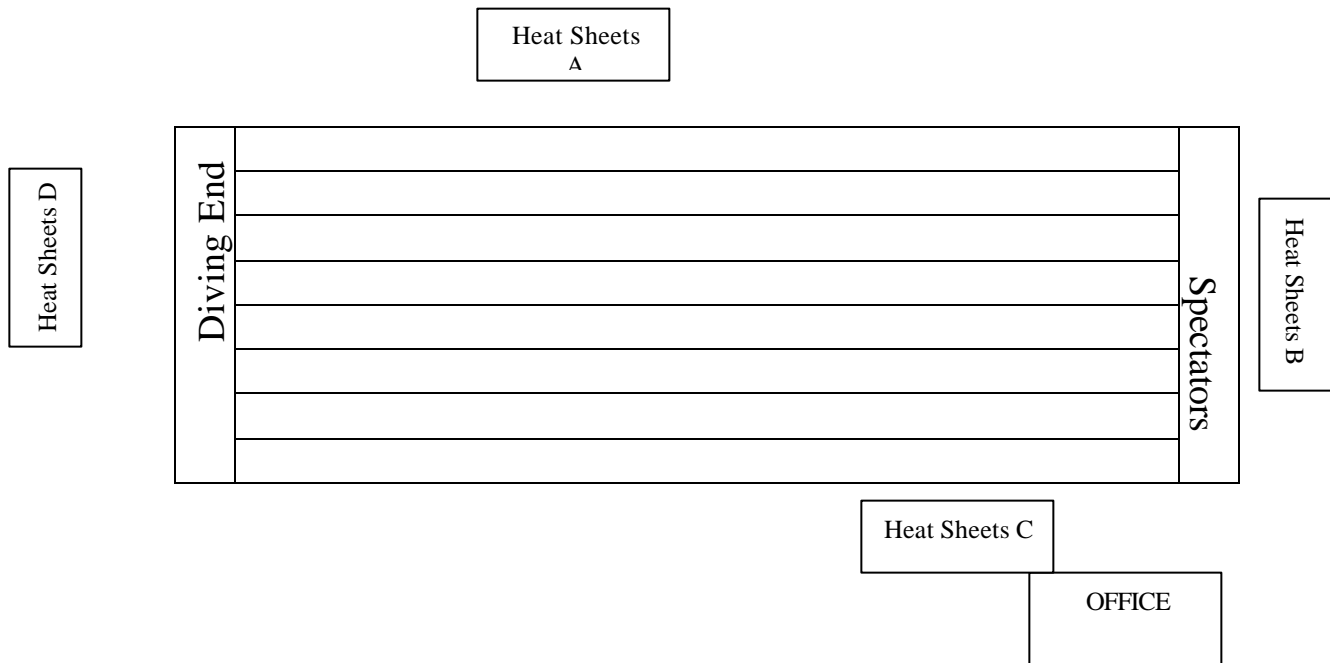 Heat Sheets
A
Heat Sheets D
Diving End
Spectators
Heat Sheets B
Heat Sheets C
OFFICE